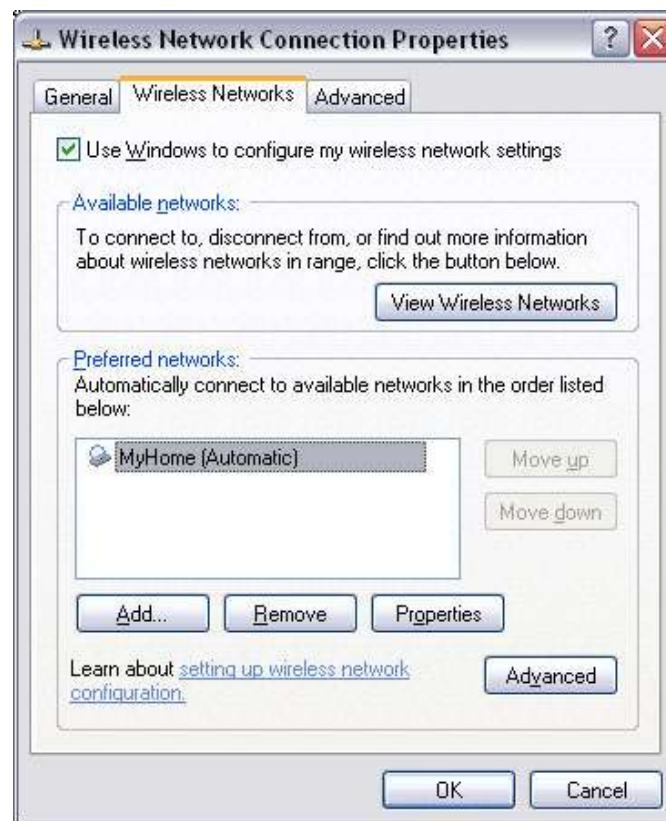 Wireless Network Connection Properties
General Wireless Networks Advanced
Use Windows to configure my wireless network settings
Available networks:
To connect to, disconnect from, or find out more information
about wireless networks in range, click the button below.
View Wireless Networks
Preferred networks:
Automatically connect to available networks in the order listed
below:
MyHome (Automatic)
Move up
Move down
Add... Remove Properties
Learn about setting up wireless network
configuration.
Advanced
OK Cancel